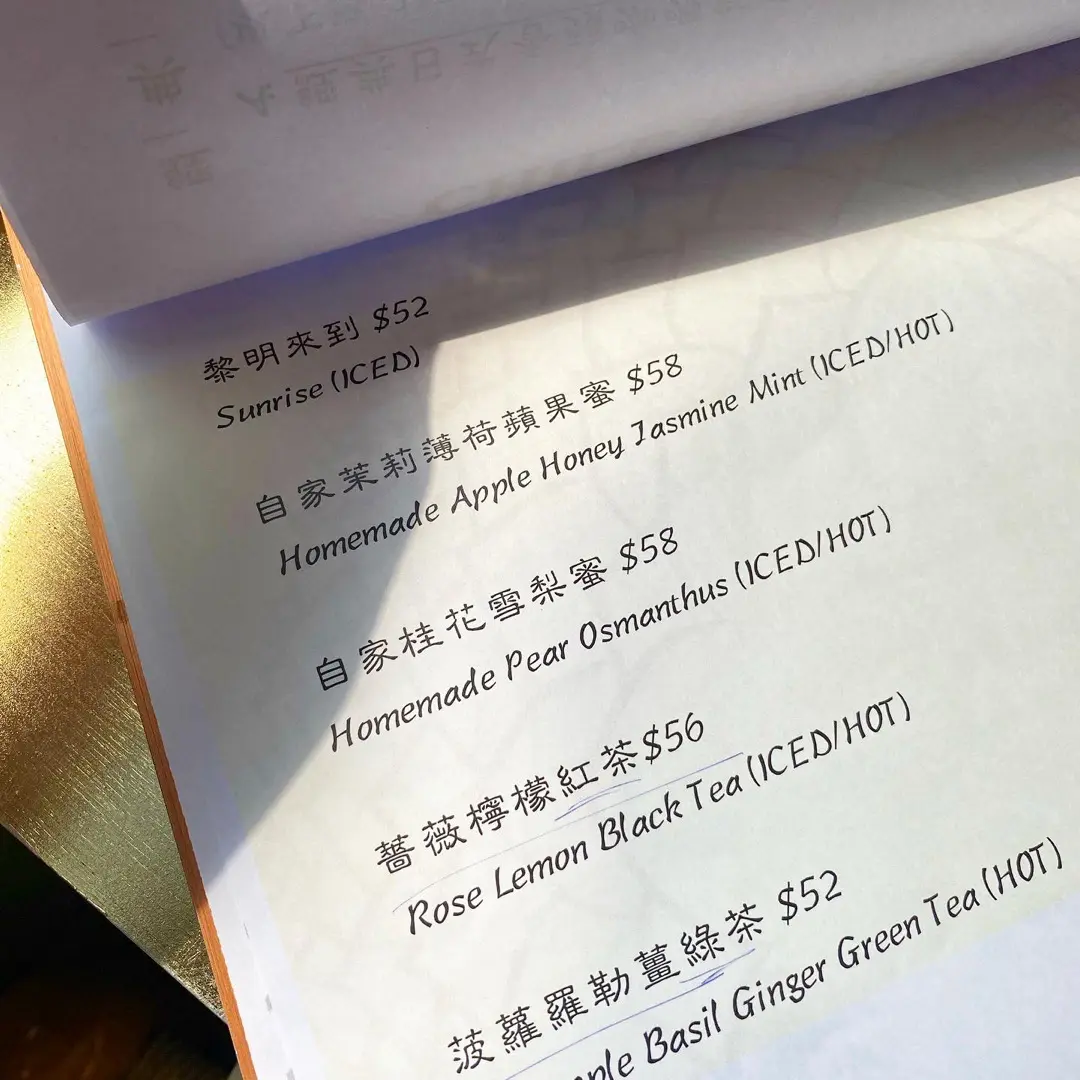 黎明來到 $52
Sunrise (ICED)
自家茉莉薄荷蘋果蜜 $58
Homemade Apple Honey Jasmine Mint (ICED/HOT)
自家桂花雪梨蜜 $58
Homemade Pear Osmanthus (ICED/HOT)
薔薇檸檬紅茶$56
Rose Lemon Black Tea (ICED/HOT)
菠蘿羅勒薑綠茶 $52
Basil Ginger Green Tea (HOT)